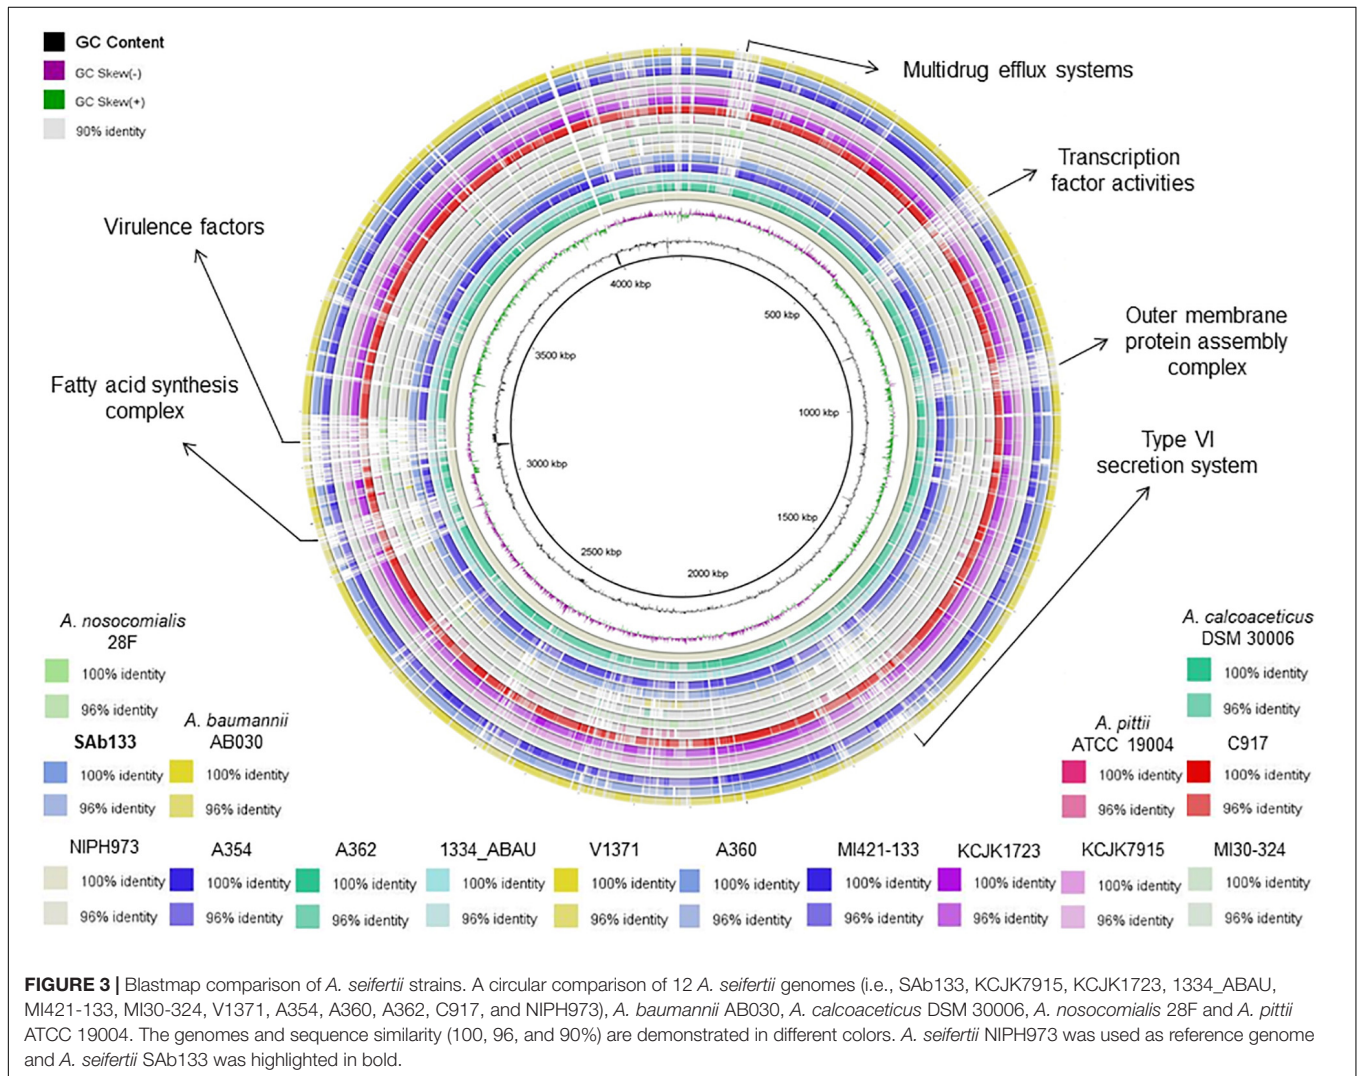 GC Content
GC Skew(-)
GC Skew(+)
90% identity
Multidrug efflux systems
Transcription
factor activities
Virulence factors
Outer membrane
protein assembly
complex
Fatty acid synthesis
complex
Type VI
secretion system
4000 kbp
500 kbp
3500 kbp
1000 kbp
3000 kbp
1500 kbp
2500 kbp
2000 kbp
A. nosocomialis
28F
100% identity
96% identity
SAb133
100% identity
96% identity
A. baumannii
AB030
100% identity
96% identity
A. calcoaceticus
DSM 30006
100% identity
96% identity
A. pittii
ATCC 19004
100% identity
96% identity
C917
100% identity
96% identity
NIPH973
100% identity
96% identity
A354
100% identity
96% identity
A362
100% identity
96% identity
1334_ABAU
100% identity
96% identity
V1371
100% identity
96% identity
A360
100% identity
96% identity
MI421-133
100% identity
96% identity
KCJK1723
100% identity
96% identity
KCJK7915
100% identity
96% identity
MI30-324
100% identity
96% identity
FIGURE 3 | Blastmap comparison of A. seifertii strains. A circular comparison of 12 A. seifertii genomes (i.e., SAb133, KCJK7915, KCJK1723, 1334_ABAU,
MI421-133, MI30-324, V1371, A354, A360, A362, C917, and NIPH973), A. baumannii AB030, A. calcoaceticus DSM 30006, A. nosocomialis 28F and A. pittii
ATCC 19004. The genomes and sequence similarity (100, 96, and 90%) are demonstrated in different colors. A. seifertii NIPH973 was used as reference genome
and A. seifertii SAb133 was highlighted in bold.